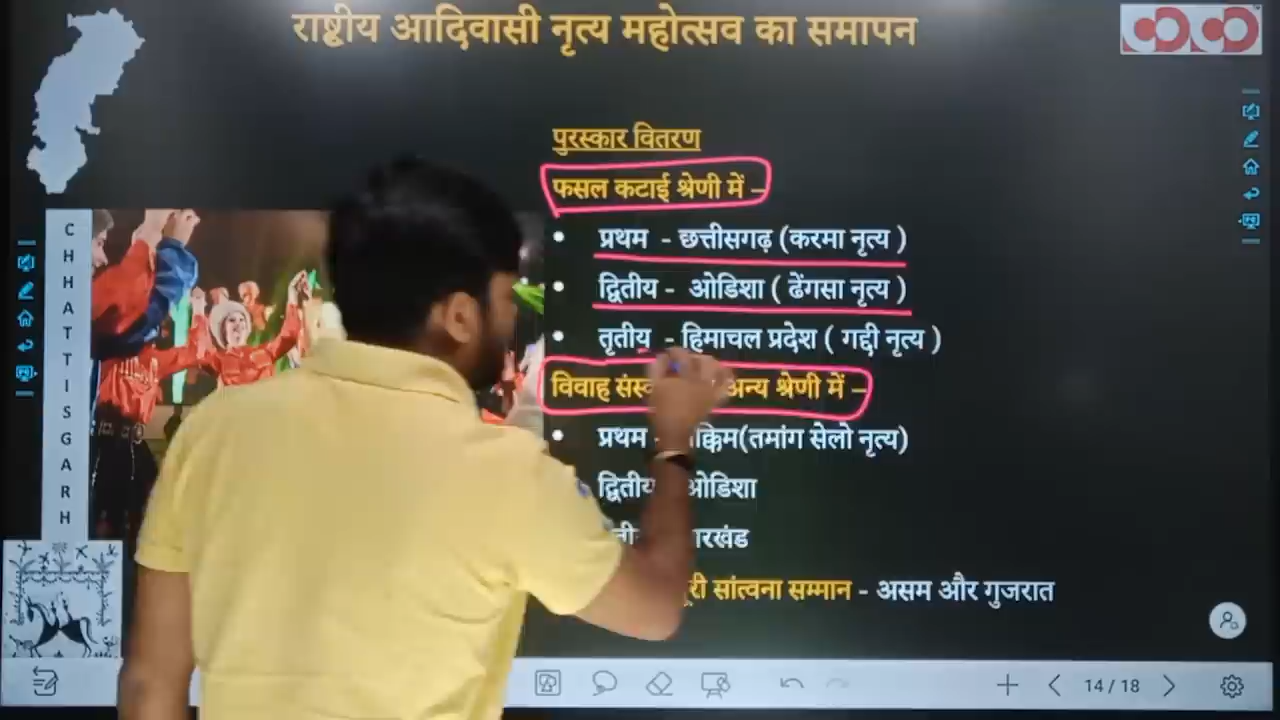 राष्ट्रीय आदिवासी नृत्य महोत्सव का समापन
पुरस्कार वितरण
फसल कटाई श्रेणी में –
• प्रथम - छत्तीसगढ़ (करमा नृत्य )
• द्वितीय - ओडिशा ( ढेंगसा नृत्य )
• तृतीय - हिमाचल प्रदेश ( गद्दी नृत्य )
विवाह अन्य श्रेणी में –
• प्रथम (तमांग सेलो नृत्य)
ओडिशा
सांत्वना सम्मान - असम और गुजरात
CHHATTISGARH
14 / 18